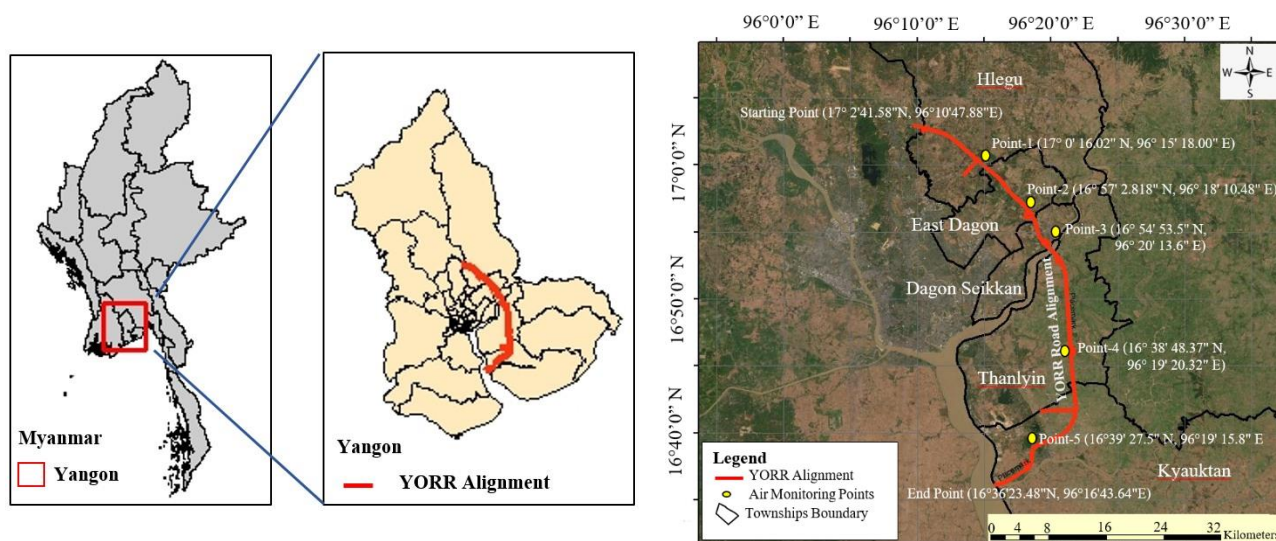 Myanmar
Yangon
Yangon
YORR Alignment
96°0'0” E
96°10'0” E
96°20'0” E
96°30'0” E
17°0'0” N
16°50'0” N
16°40'0” N
N
W
E
S
Hlegu
Starting Point (17° 2'41.58"N, 96°10'47.88"E)
Point-1 (17° 0' 16.02" N, 96° 15' 18.00" E)
Point-2 (16° 57' 2.818" N, 96° 18' 10.48" E)
East Dagon
Point-3 (16° 54' 53.5" N,
96° 20' 13.6"E)
Dagon Seikkan
YORR Road Alignment
Point-4 (16° 38' 48.37" N,
96° 19' 20.32"E)
Thanlyin
Point-5 (16°39' 27.5" N, 96°19' 15.8" E
Kyauktan
End Point (16°36'23.48"N, 96°16'43.64"E)
Legend
YORR Alignment
Air Monitoring Points
Townships Boundary
0 4 8 16 24 32
Kilometers